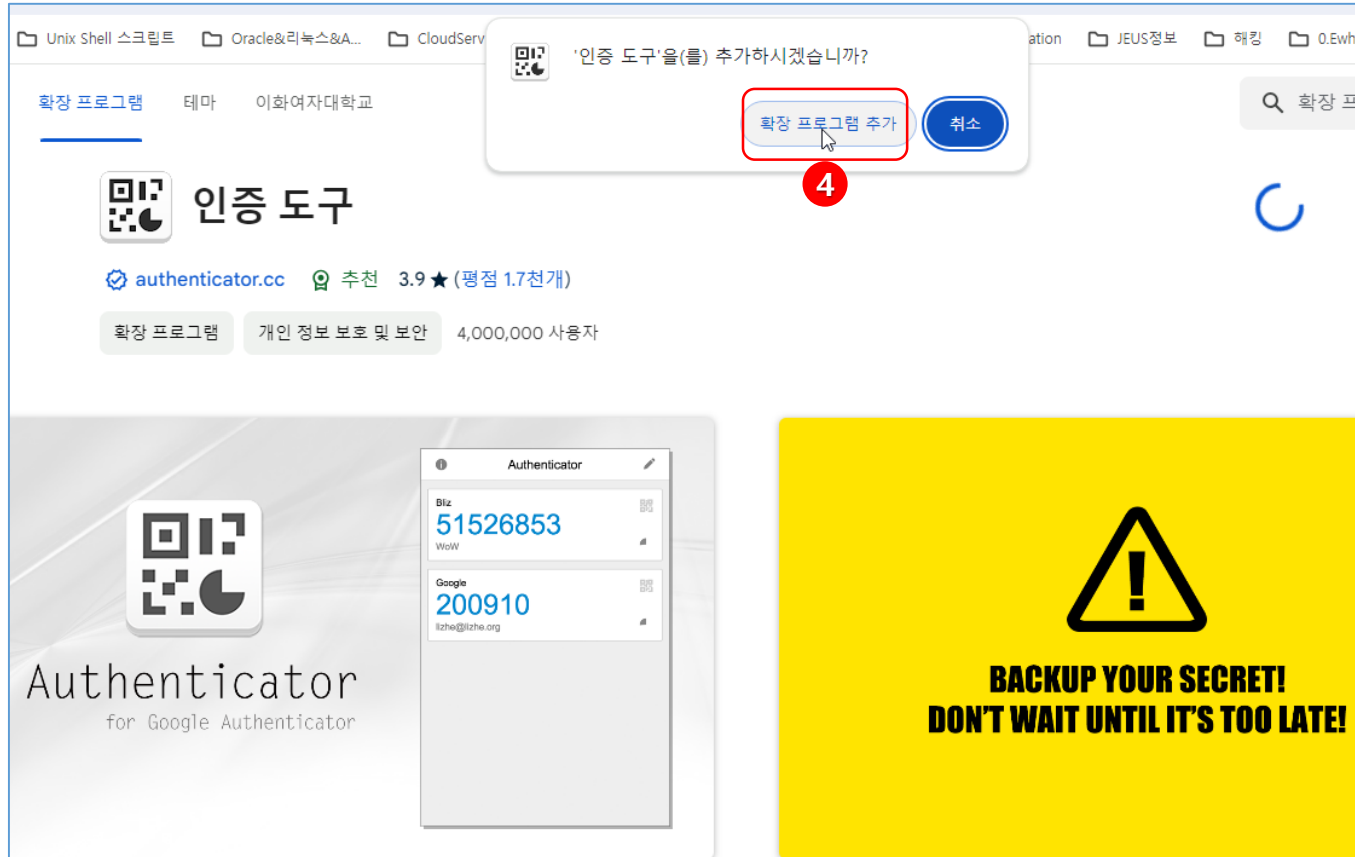 Unix Shell 스크립트 Oracle&리눅스&A... CloudServ ation JEUS정보 해킹 0.Ewh
'인증 도구'을(를) 추가하시겠습니까?
확장 프로그램 추가 취소
4
확장 프로그램 테마 이화여자대학교 확장 프
인증 도구
authenticator.cc 추천 3.9 ★ (평점 1.7천개)
확장 프로그램 개인 정보 보호 및 보안 4,000,000 사용자
Authenticator
Bliz
51526853
WoW
Google
200910
lizhe@lizhe.org
Authenticator
for Google Authenticator
BACKUP YOUR SECRET!
DON'T WAIT UNTIL IT'S TOO LATE!